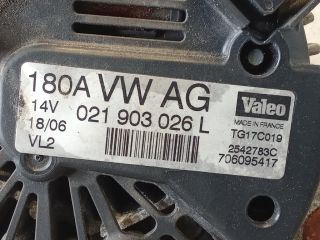 180A VW AG
14V 021 903 026 L
18/06
VL2
Valeo
MADE IN FRANCE
TG17C019
2542783C
706095417